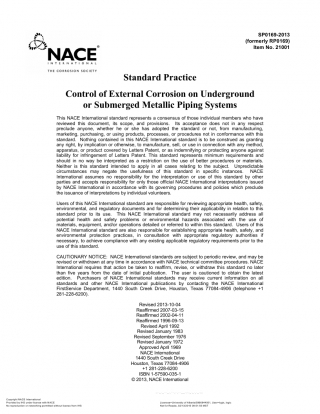 SP0169-2013
(formerly RP0169)
Item No. 21001
NACE
INTERNATIONAL
THE CORROSION SOCIETY
Standard Practice
Control of External Corrosion on Underground
or Submerged Metallic Piping Systems
This NACE International standard represents a consensus of those individual members who have
reviewed this document, its scope, and provisions. Its acceptance does not in any respect
preclude anyone, whether he or she has adopted the standard or not, from manufacturing,
marketing, purchasing, or using products, processes, or procedures not in conformance with this
standard. Nothing contained in this NACE International standard is to be construed as granting
any right, by implication or otherwise, to manufacture, sell, or use in connection with any method,
apparatus, or product covered by Letters Patent, or as indemnifying or protecting anyone against
liability for infringement of Letters Patent. This standard represents minimum requirements and
should in no way be interpreted as a restriction on the use of better procedures or materials.
Neither is this standard intended to apply in all cases relating to the subject. Unpredictable
circumstances may negate the usefulness of this standard in specific instances. NACE
International assumes no responsibility for the interpretation or use of this standard by other
parties and accepts responsibility for only those official NACE International interpretations issued
by NACE International in accordance with its governing procedures and policies which preclude
the issuance of interpretations by individual volunteers.
Users of this NACE International standard are responsible for reviewing appropriate health, safety,
environmental, and regulatory documents and for determining their applicability in relation to this
standard prior to its use. This NACE International standard may not necessarily address all
potential health and safety problems or environmental hazards associated with the use of
materials, equipment, and/or operations detailed or referred to within this standard. Users of this
NACE International standard are also responsible for establishing appropriate health, safety, and
environmental protection practices, in consultation with appropriate regulatory authorities if
necessary, to achieve compliance with any existing applicable regulatory requirements prior to the
use of this standard.
CAUTIONARY NOTICE: NACE International standards are subject to periodic review, and may be
revised or withdrawn at any time in accordance with NACE technical committee procedures. NACE
International requires that action be taken to reaffirm, revise, or withdraw this standard no later
than five years from the date of initial publication. The user is cautioned to obtain the latest
edition. Purchasers of NACE International standards may receive current information on all
standards and other NACE International publications by contacting the NACE International
FirstService Department, 1440 South Creek Drive, Houston, Texas 77084-4906 (telephone +1
281-228-6200).
Revised 2013-10-04
Reaffirmed 2007-03-15
Reaffirmed 2002-04-11
Reaffirmed 1996-09-13
Revised April 1992
Revised January 1983
Revised September 1976
Revised January 1972
Approved April 1969
NACE International
1440 South Creek Drive
Houston, Texas 77084-4906
+1 281-228-6200
ISBN 1-57590-035-1
© 2013, NACE International